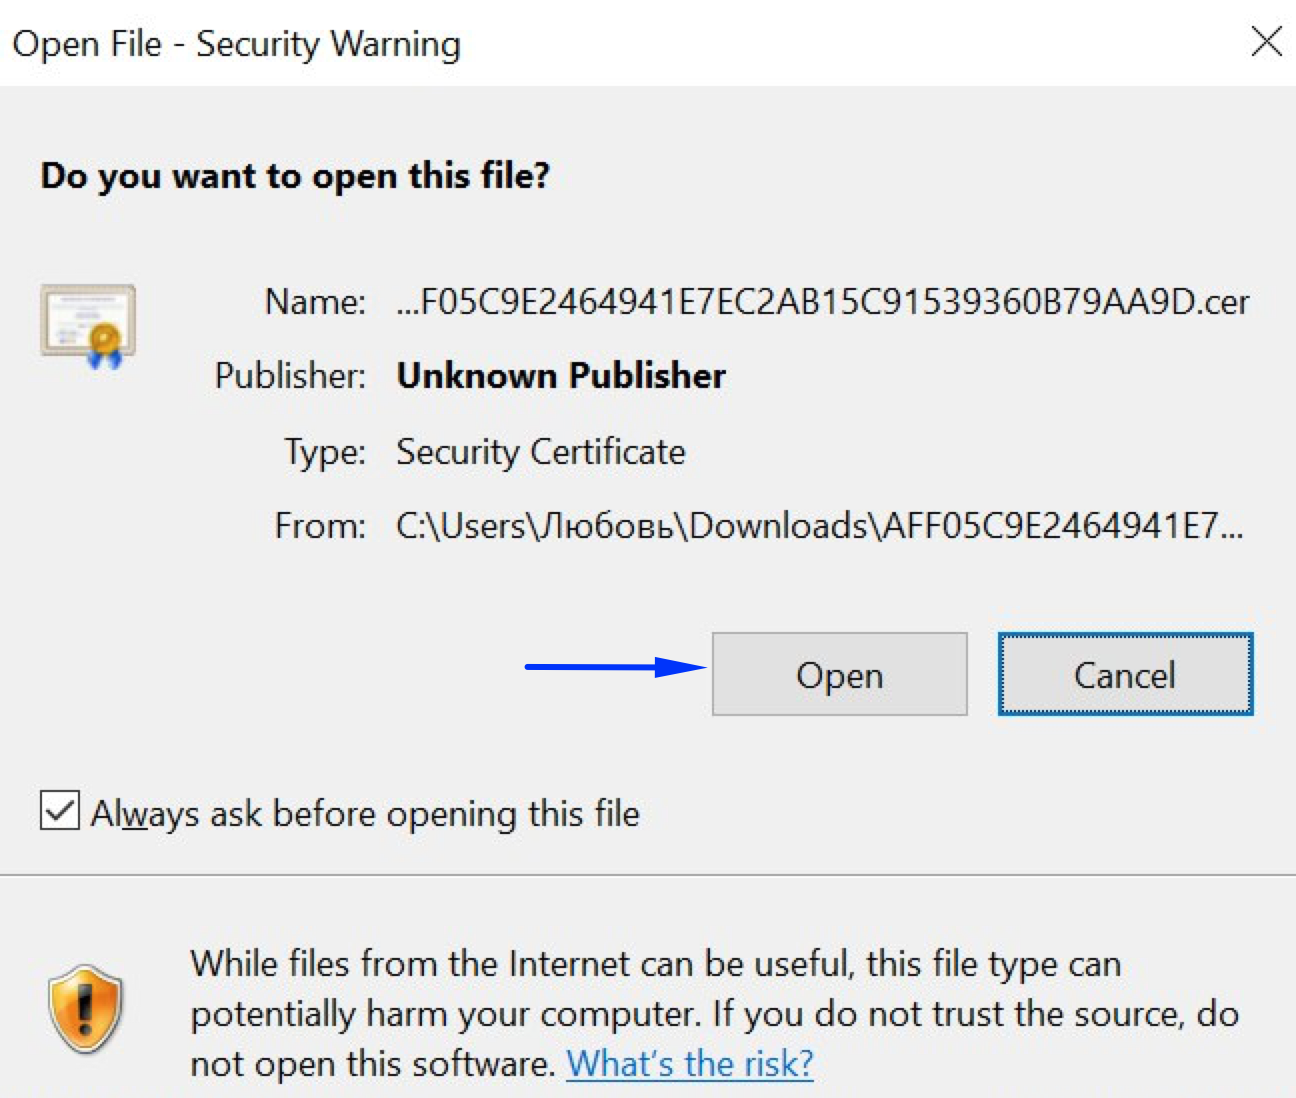 Open File - Security Warning
Do you want to open this file?
Name: ...F05C9E2464941E7EC2AB15C91539360B79AA9D.cer
Publisher: Unknown Publisher
Type: Security Certificate
From: C:\Users\Любовь\Downloads\AFF05C9E2464941E7...
Open Cancel
Always ask before opening this file
While files from the Internet can be useful, this file type can
potentially harm your computer. If you do not trust the source, do
not open this software. What's the risk?